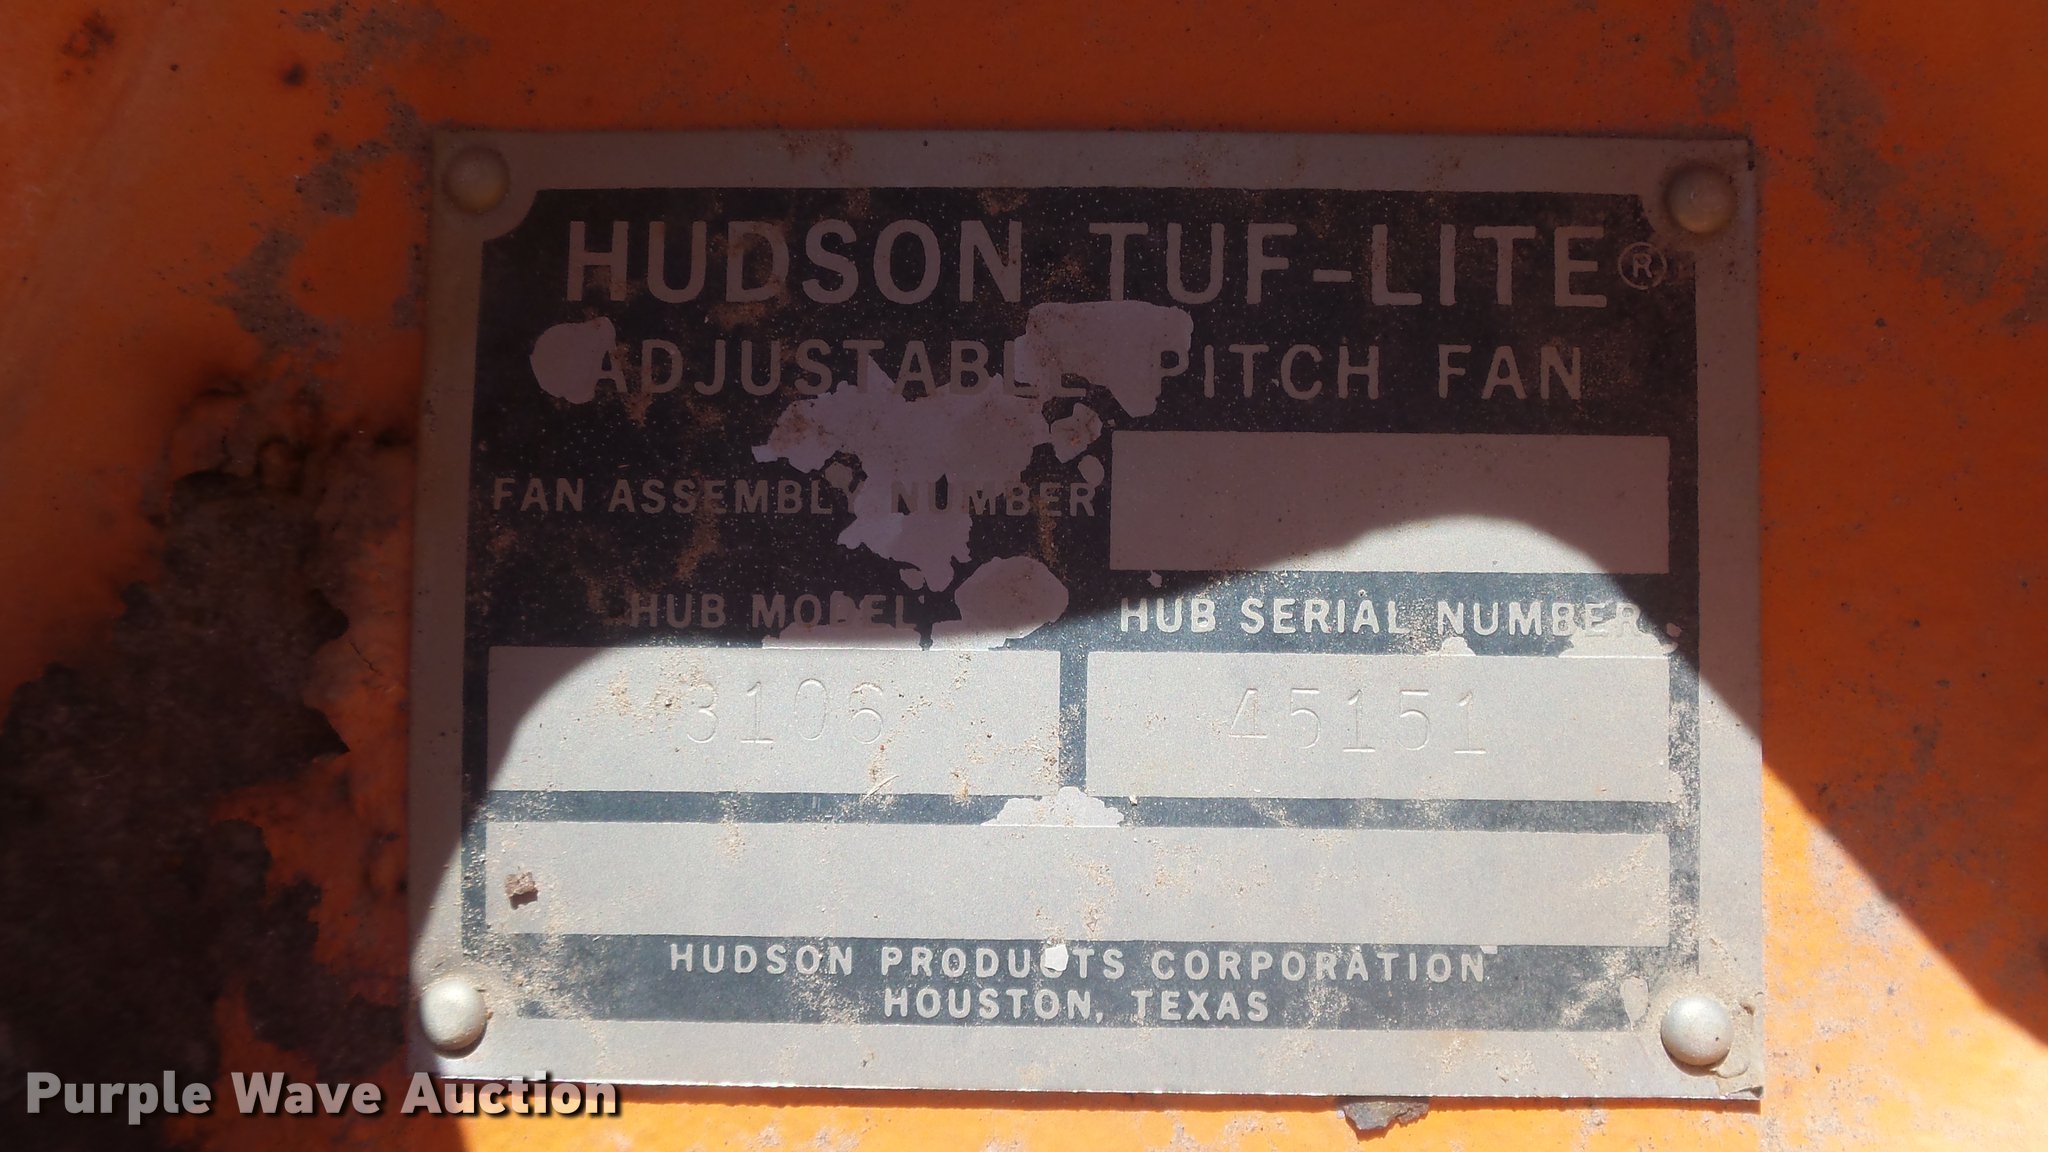 HUDSON TUF-LITE®
ADJUSTABLE PITCH FAN
FAN ASSEMBLY NUMBER
HUB MODEL HUB SERIAL NUMBER
3106 45151
HUDSON PRODUCTS CORPORATION
HOUSTON, TEXAS
Purple Wave Auction